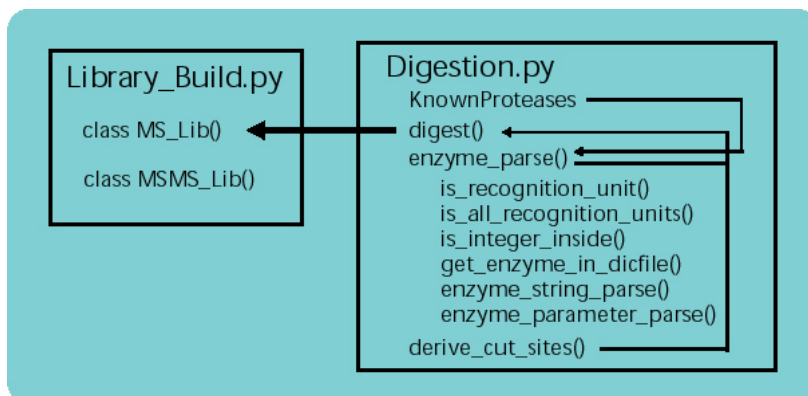 Library_Build.py
class MS_Lib()
class MSMS_Lib()
Digestion.py
KnownProteases
digest()
enzyme_parse()
is_recognition_unit()
is_all_recognition_units()
is_integer_inside()
get_enzyme_in_dicfile()
enzyme_string_parse()
enzyme_parameter_parse()
derive_cut_sites()